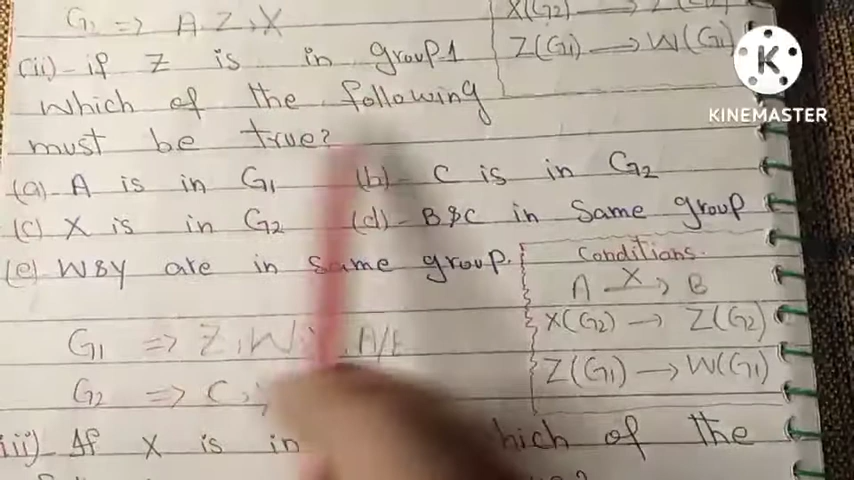 G₂ => A Z, X
X(G₂)
Z(G₁) → W(G₁)
(ii) - if Z is in group 1
which of the following
must be true?
(a) A is in G₁ (b) - C is in G₂
(c) X is in G₂ (d) - B&C in Same group
(e) W&Y are in same group.
Conditions.
A —X→ B
X(G₂) → Z(G₂)
Z(G₁) → W(G₁)
G₁ => Z, W
G₂ => C,
iii) If X is in hich of the
K
KINEMASTER